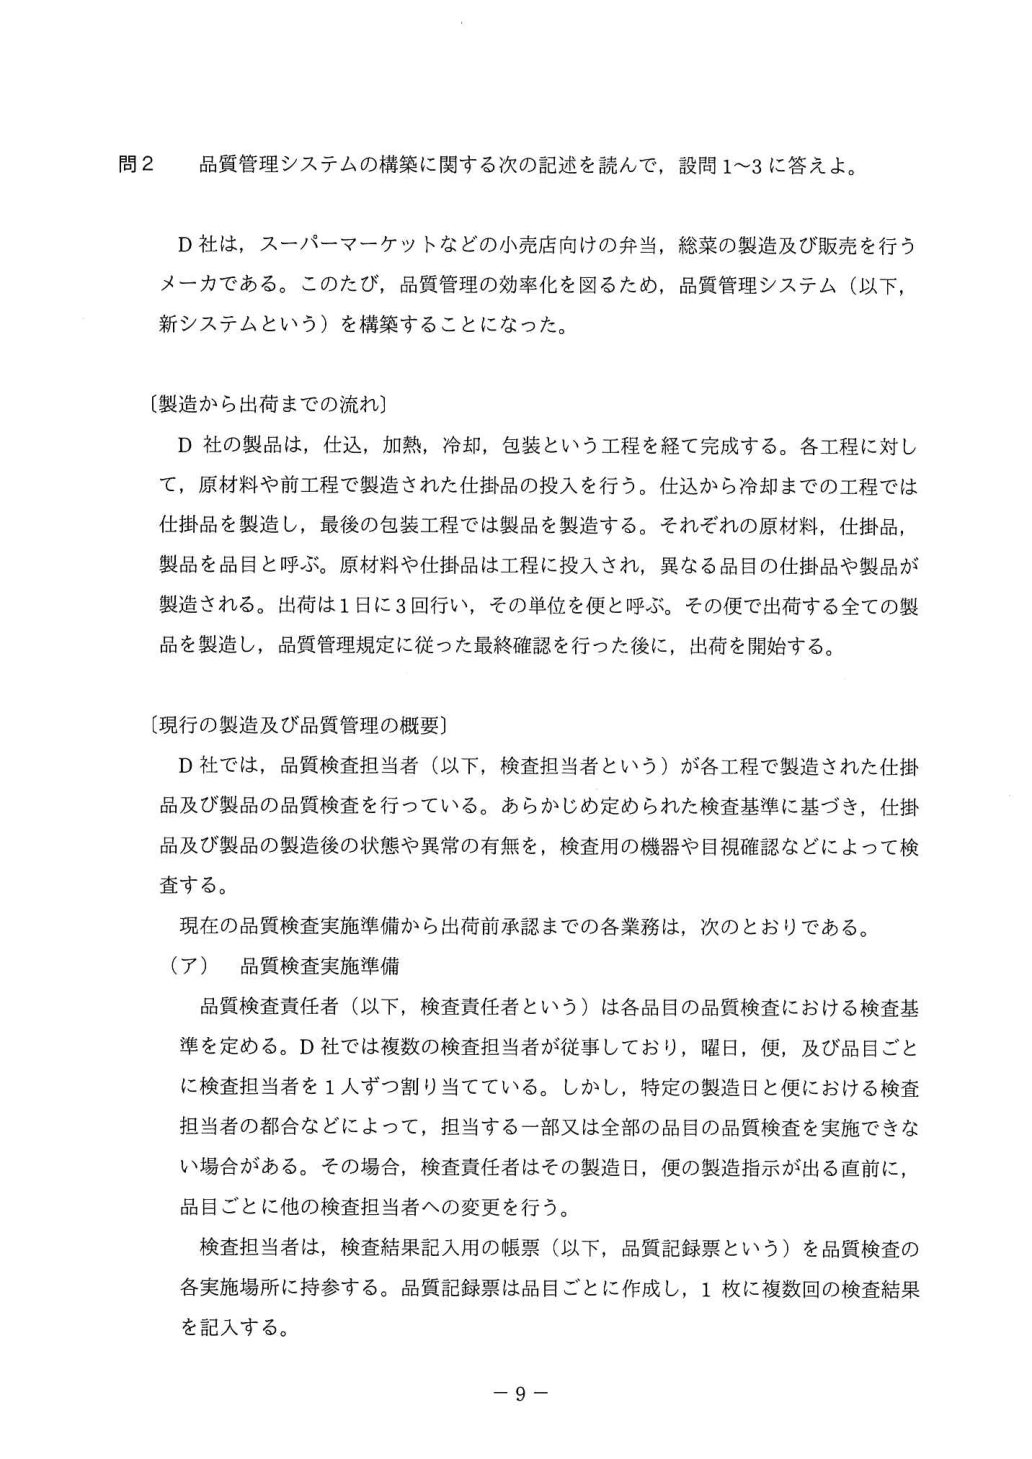 問2　品質管理システムの構築に関する次の記述を読んで，設問1～3に答えよ。
D社は，スーパーマーケットなどの小売店向けの弁当，総菜の製造及び販売を行う
メーカである。このたび，品質管理の効率化を図るため，品質管理システム（以下，
新システムという）を構築することになった。
〔製造から出荷までの流れ〕
D社の製品は，仕込，加熱，冷却，包装という工程を経て完成する。各工程に対し
て，原材料や前工程で製造された仕掛品の投入を行う。仕込から冷却までの工程では
仕掛品を製造し，最後の包装工程では製品を製造する。それぞれの原材料，仕掛品，
製品を品目と呼ぶ。原材料や仕掛品は工程に投入され，異なる品目の仕掛品や製品が
製造される。出荷は1日に3回行い，その単位を便と呼ぶ。その便で出荷する全ての製
品を製造し，品質管理規定に従った最終確認を行った後に，出荷を開始する。
〔現行の製造及び品質管理の概要〕
D社では，品質検査担当者（以下，検査担当者という）が各工程で製造された仕掛
品及び製品の品質検査を行っている。あらかじめ定められた検査基準に基づき，仕掛
品及び製品の製造後の状態や異常の有無を，検査用の機器や目視確認などによって検
査する。
現在の品質検査実施準備から出荷前承認までの各業務は，次のとおりである。
（ア）　品質検査実施準備
品質検査責任者（以下，検査責任者という）は各品目の品質検査における検査基
準を定める。D社では複数の検査担当者が従事しており，曜日，便，及び品目ごと
に検査担当者を1人ずつ割り当てている。しかし，特定の製造日と便における検査
担当者の都合などによって，担当する一部又は全部の品目の品質検査を実施できな
い場合がある。その場合，検査責任者はその製造日，便の製造指示が出る直前に，
品目ごとに他の検査担当者への変更を行う。
検査担当者は，検査結果記入用の帳票（以下，品質記録票という）を品質検査の
各実施場所に持参する。品質記録票は品目ごとに作成し，1枚に複数回の検査結果
を記入する。
－9－